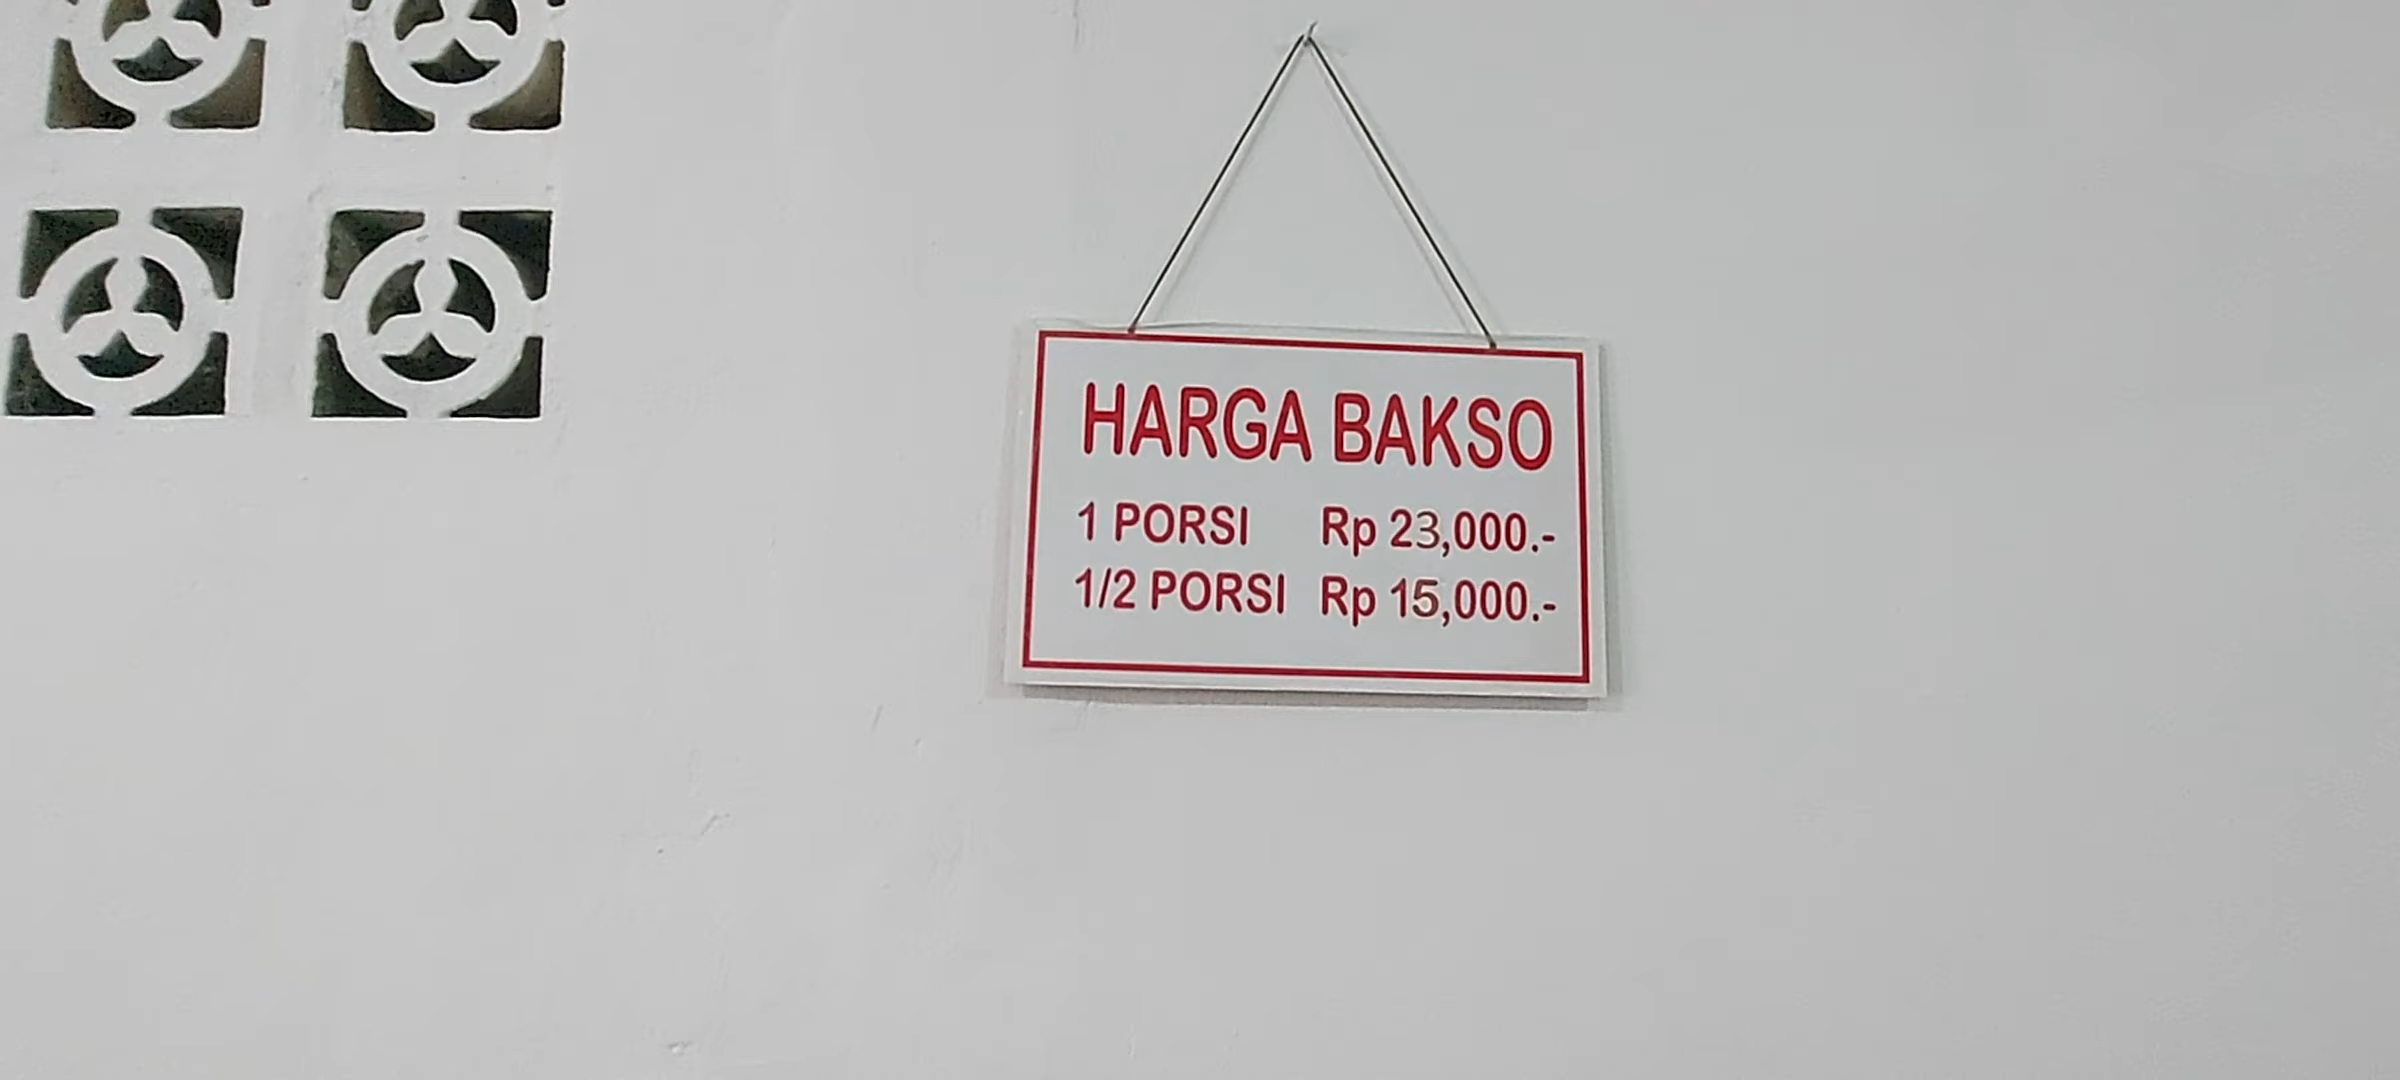 HARGA BAKSO
1 PORSI Rp 23,000.-
1/2 PORSI Rp 15,000.-